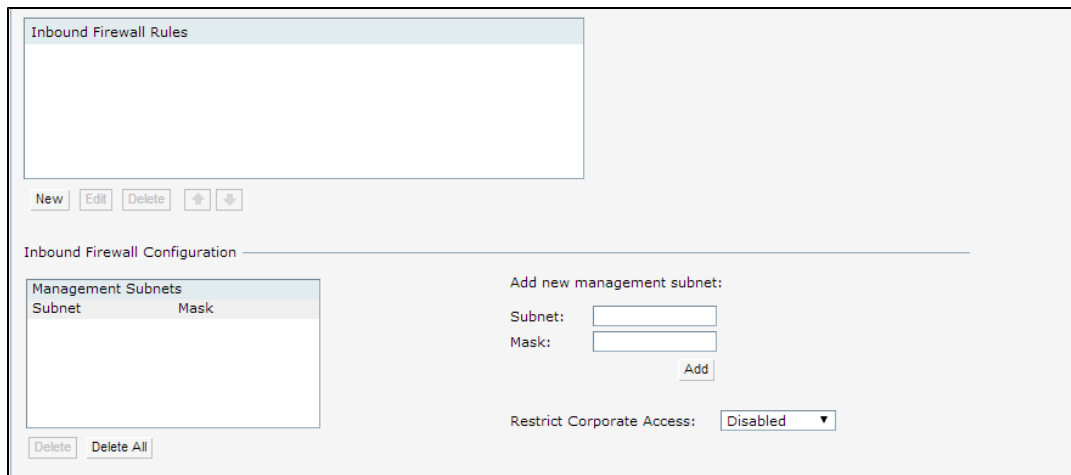 Inbound Firewall Rules
New Edit Delete
Inbound Firewall Configuration
Management Subnets
Subnet Mask
Delete Delete All
Add new management subnet:
Subnet:
Mask:
Add
Restrict Corporate Access: Disabled